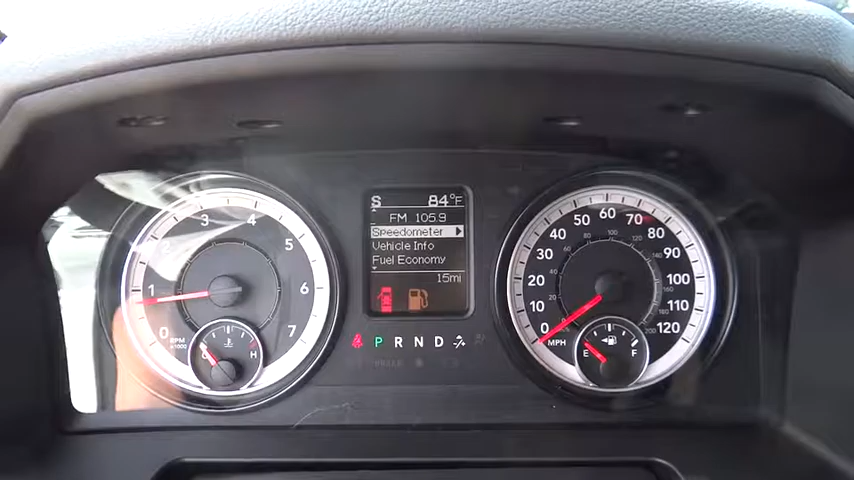 S 84°F
FM 105.9
Speedometer
Vehicle Info
Fuel Economy
15mi
P R N D +/-
0 1 2 3 4 5 6 7
RPM
x1000
C H
0 10 20 30 40 50 60 70 80 90 100 110 120
MPH
E F